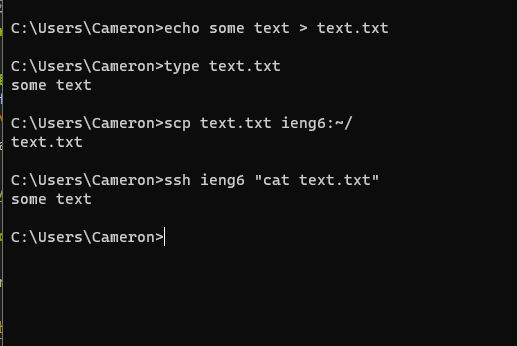 C:\Users\Cameron>echo some text > text.txt
C:\Users\Cameron>type text.txt
some text
C:\Users\Cameron>scp text.txt ieng6:~/
text.txt
C:\Users\Cameron>ssh ieng6 "cat text.txt"
some text
C:\Users\Cameron>